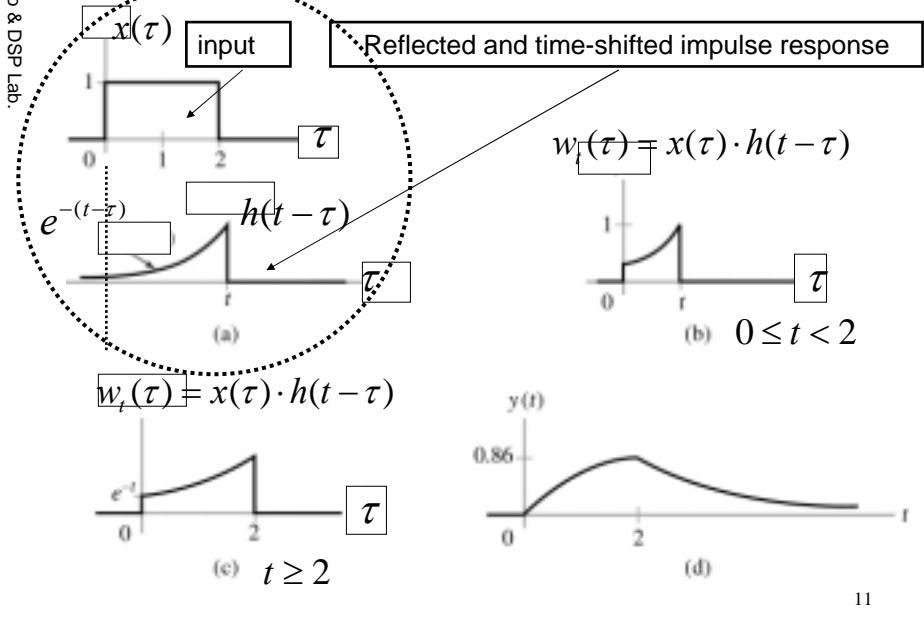 p & DSP Lab.
x(τ)
input
Reflected and time-shifted impulse response
1
τ
0 1 2
w_t(τ) = x(τ)·h(t − τ)
e^{-(t-τ)}
h(t − τ)
1
τ
t
τ
0 t
(a)
(b) 0 ≤ t < 2
w_t(τ) = x(τ)·h(t − τ)
y(t)
0.86
e^{-t}
τ
t
0 2
0 2
(c) t ≥ 2
(d)
11